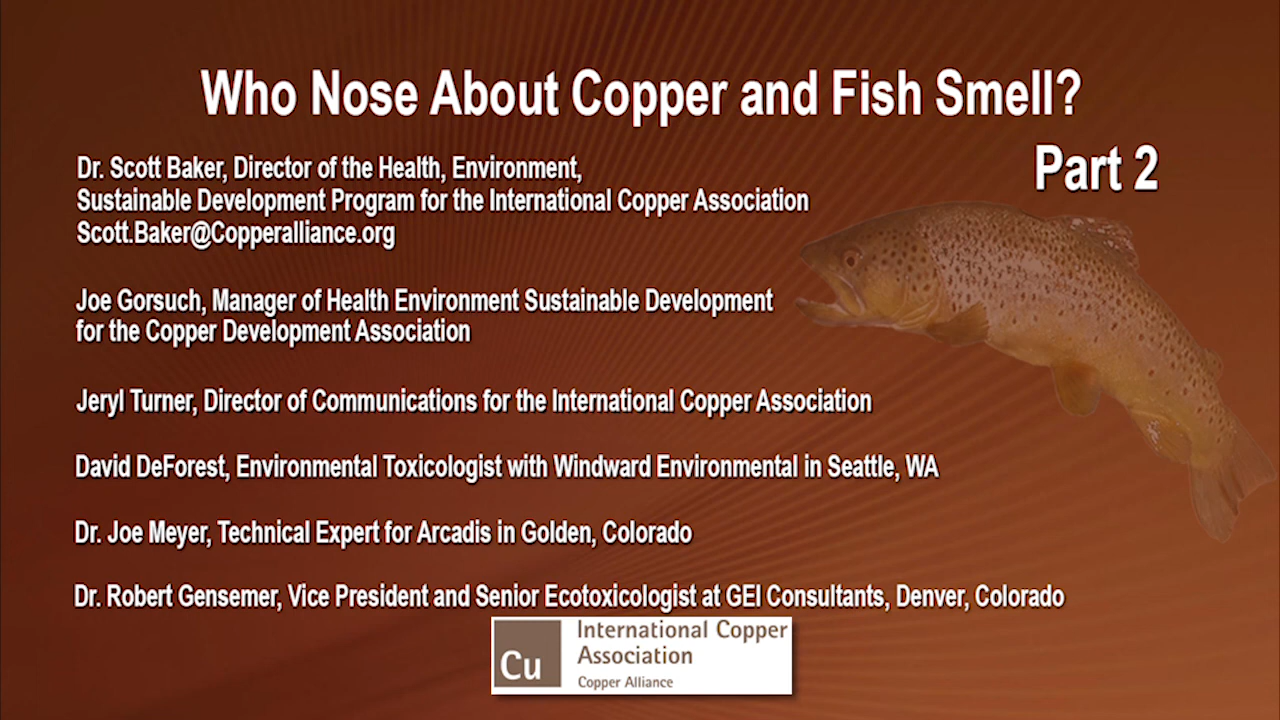 Who Nose About Copper and Fish Smell?
Part 2
Dr. Scott Baker, Director of the Health, Environment,
Sustainable Development Program for the International Copper Association
Scott.Baker@Copperalliance.org
Joe Gorsuch, Manager of Health Environment Sustainable Development
for the Copper Development Association
Jeryl Turner, Director of Communications for the International Copper Association
David DeForest, Environmental Toxicologist with Windward Environmental in Seattle, WA
Dr. Joe Meyer, Technical Expert for Arcadis in Golden, Colorado
Dr. Robert Gensemer, Vice President and Senior Ecotoxicologist at GEI Consultants, Denver, Colorado
Cu
International Copper
Association
Copper Alliance